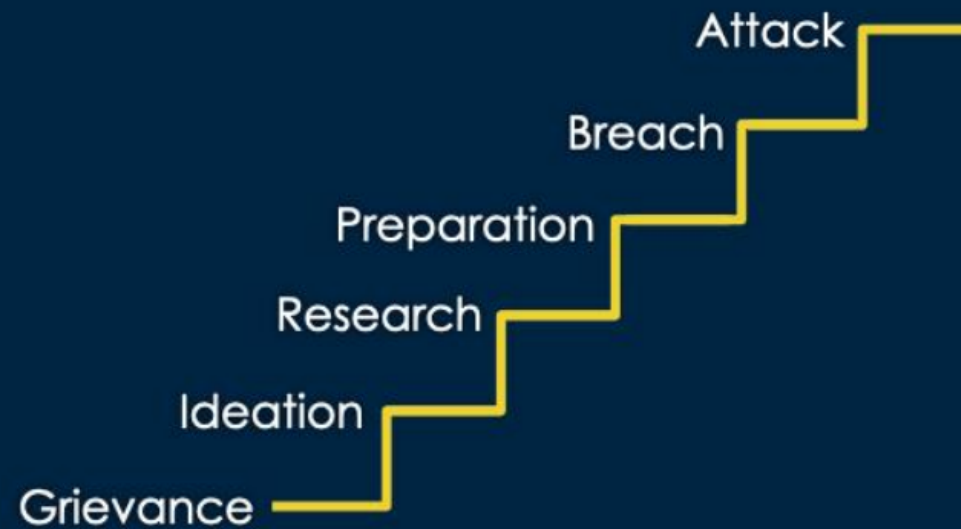 Attack
Breach
Preparation
Research
Ideation
Grievance